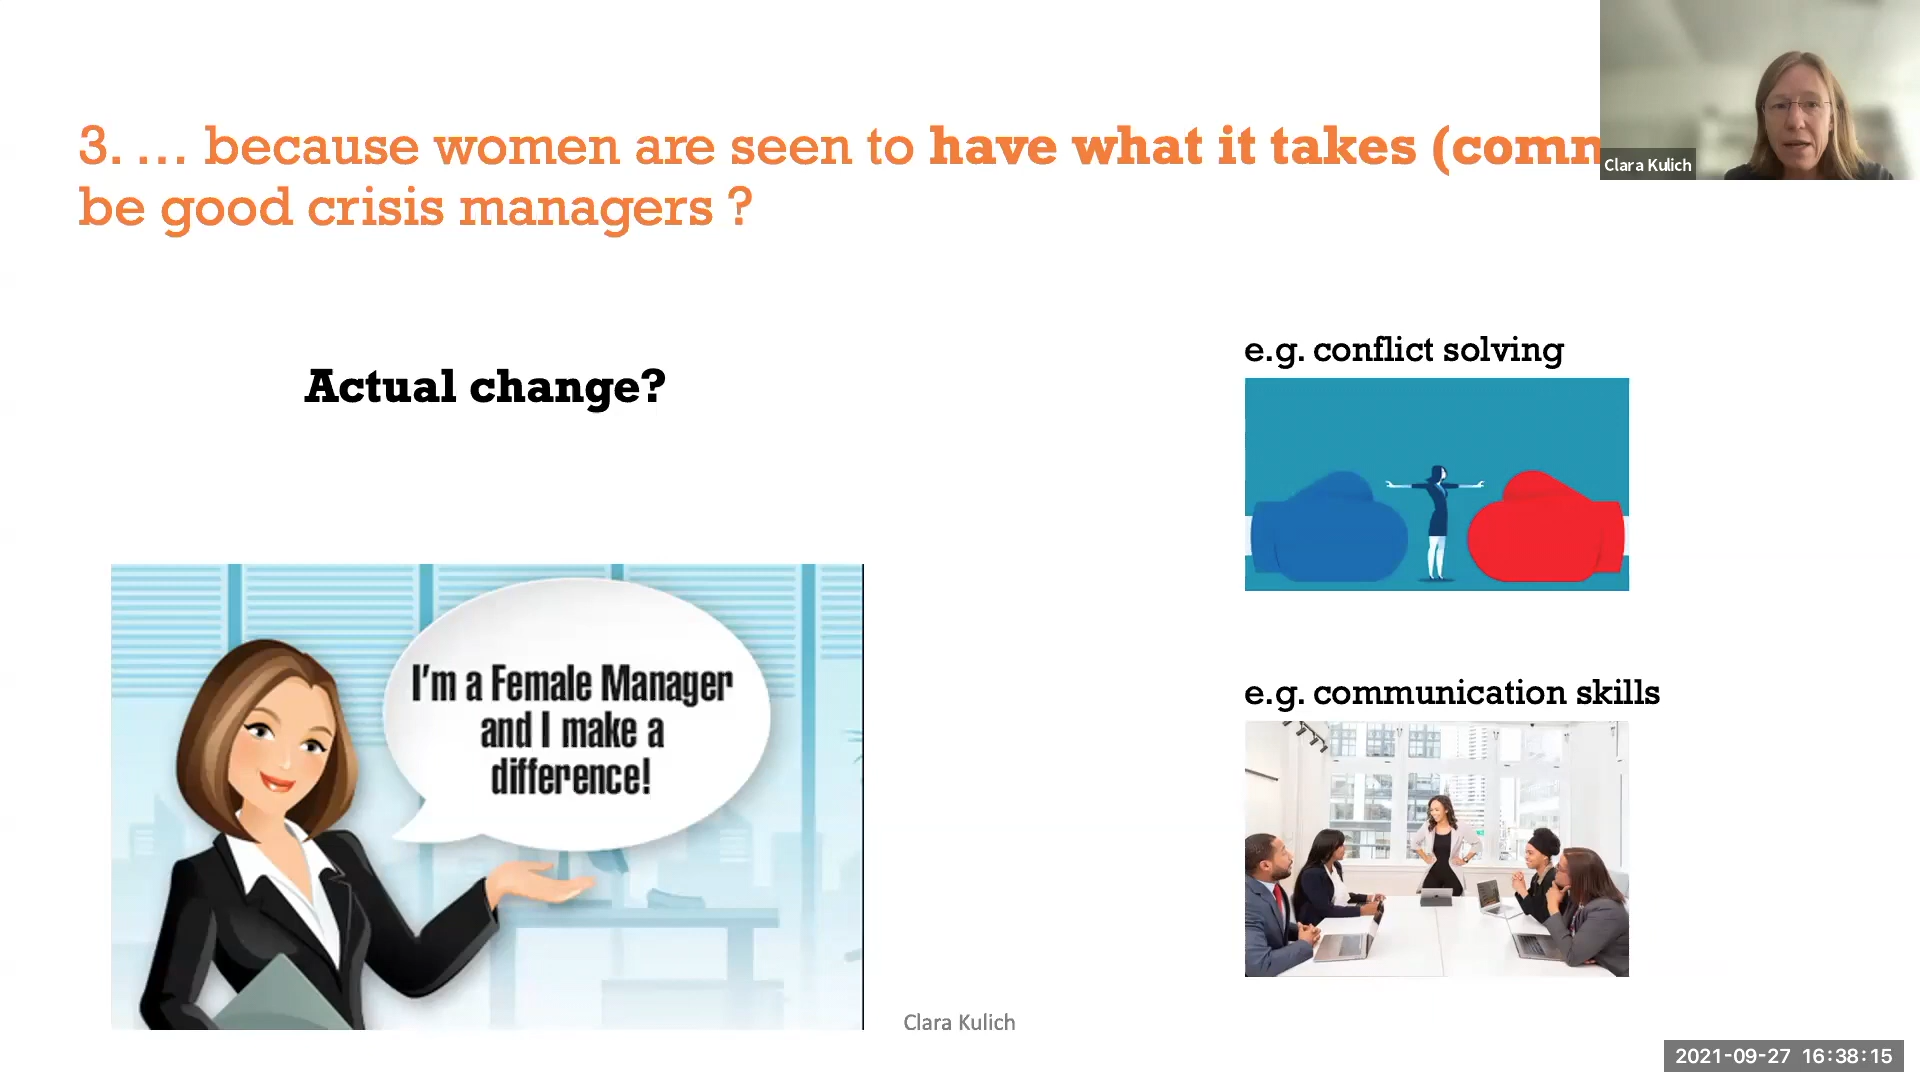 3. … because women are seen to have what it takes
be good crisis managers ?
Clara Kulich
Actual change?
e.g. conflict solving
I'm a Female Manager
and I make a
difference!
e.g. communication skills
Clara Kulich
2021-09-27 16:38:15